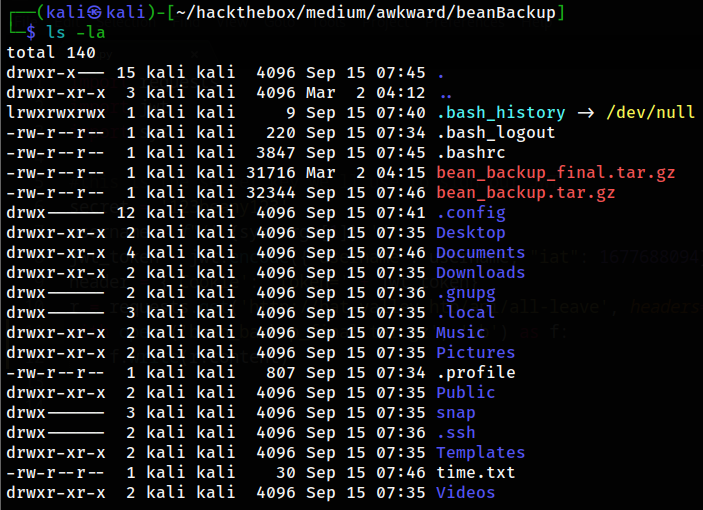 ┌──(kali㉿kali)-[~/hackthebox/medium/awkward/beanBackup]
└─$ ls -la
total 140
drwxr-x--- 15 kali kali  4096 Sep 15 07:45 .
drwxr-xr-x  3 kali kali  4096 Mar  2 04:12 ..
lrwxrwxrwx  1 kali kali     9 Sep 15 07:40 .bash_history -> /dev/null
-rw-r--r--  1 kali kali   220 Sep 15 07:34 .bash_logout
-rw-r--r--  1 kali kali  3847 Sep 15 07:45 .bashrc
-rw-r--r--  1 kali kali 31716 Mar  2 04:15 bean_backup_final.tar.gz
-rw-r--r--  1 kali kali 32344 Sep 15 07:46 bean_backup.tar.gz
drwx------ 12 kali kali  4096 Sep 15 07:41 .config
drwxr-xr-x  2 kali kali  4096 Sep 15 07:35 Desktop
drwxr-xr-x  4 kali kali  4096 Sep 15 07:46 Documents
drwxr-xr-x  2 kali kali  4096 Sep 15 07:35 Downloads
drwx------  2 kali kali  4096 Sep 15 07:36 .gnupg
drwx------  3 kali kali  4096 Sep 15 07:35 .local
drwxr-xr-x  2 kali kali  4096 Sep 15 07:35 Music
drwxr-xr-x  2 kali kali  4096 Sep 15 07:35 Pictures
-rw-r--r--  1 kali kali   807 Sep 15 07:34 .profile
drwxr-xr-x  2 kali kali  4096 Sep 15 07:35 Public
drwx------  3 kali kali  4096 Sep 15 07:35 snap
drwx------  2 kali kali  4096 Sep 15 07:36 .ssh
drwxr-xr-x  2 kali kali  4096 Sep 15 07:35 Templates
-rw-r--r--  1 kali kali    30 Sep 15 07:46 time.txt
drwxr-xr-x  2 kali kali  4096 Sep 15 07:35 Videos